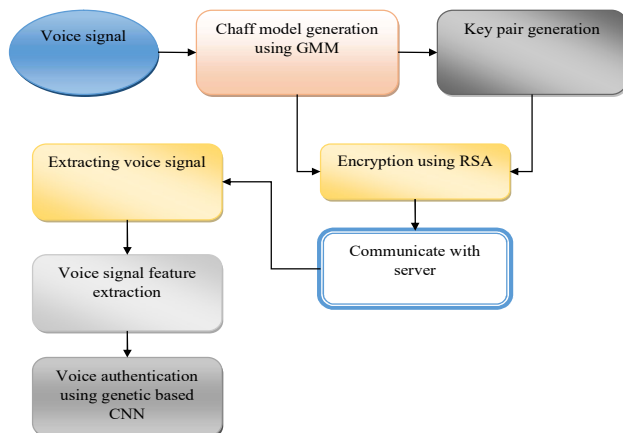 Voice signal
Chaff model generation
using GMM
Key pair generation
Extracting voice signal
Encryption using RSA
Communicate with
server
Voice signal feature
extraction
Voice authentication
using genetic based
CNN